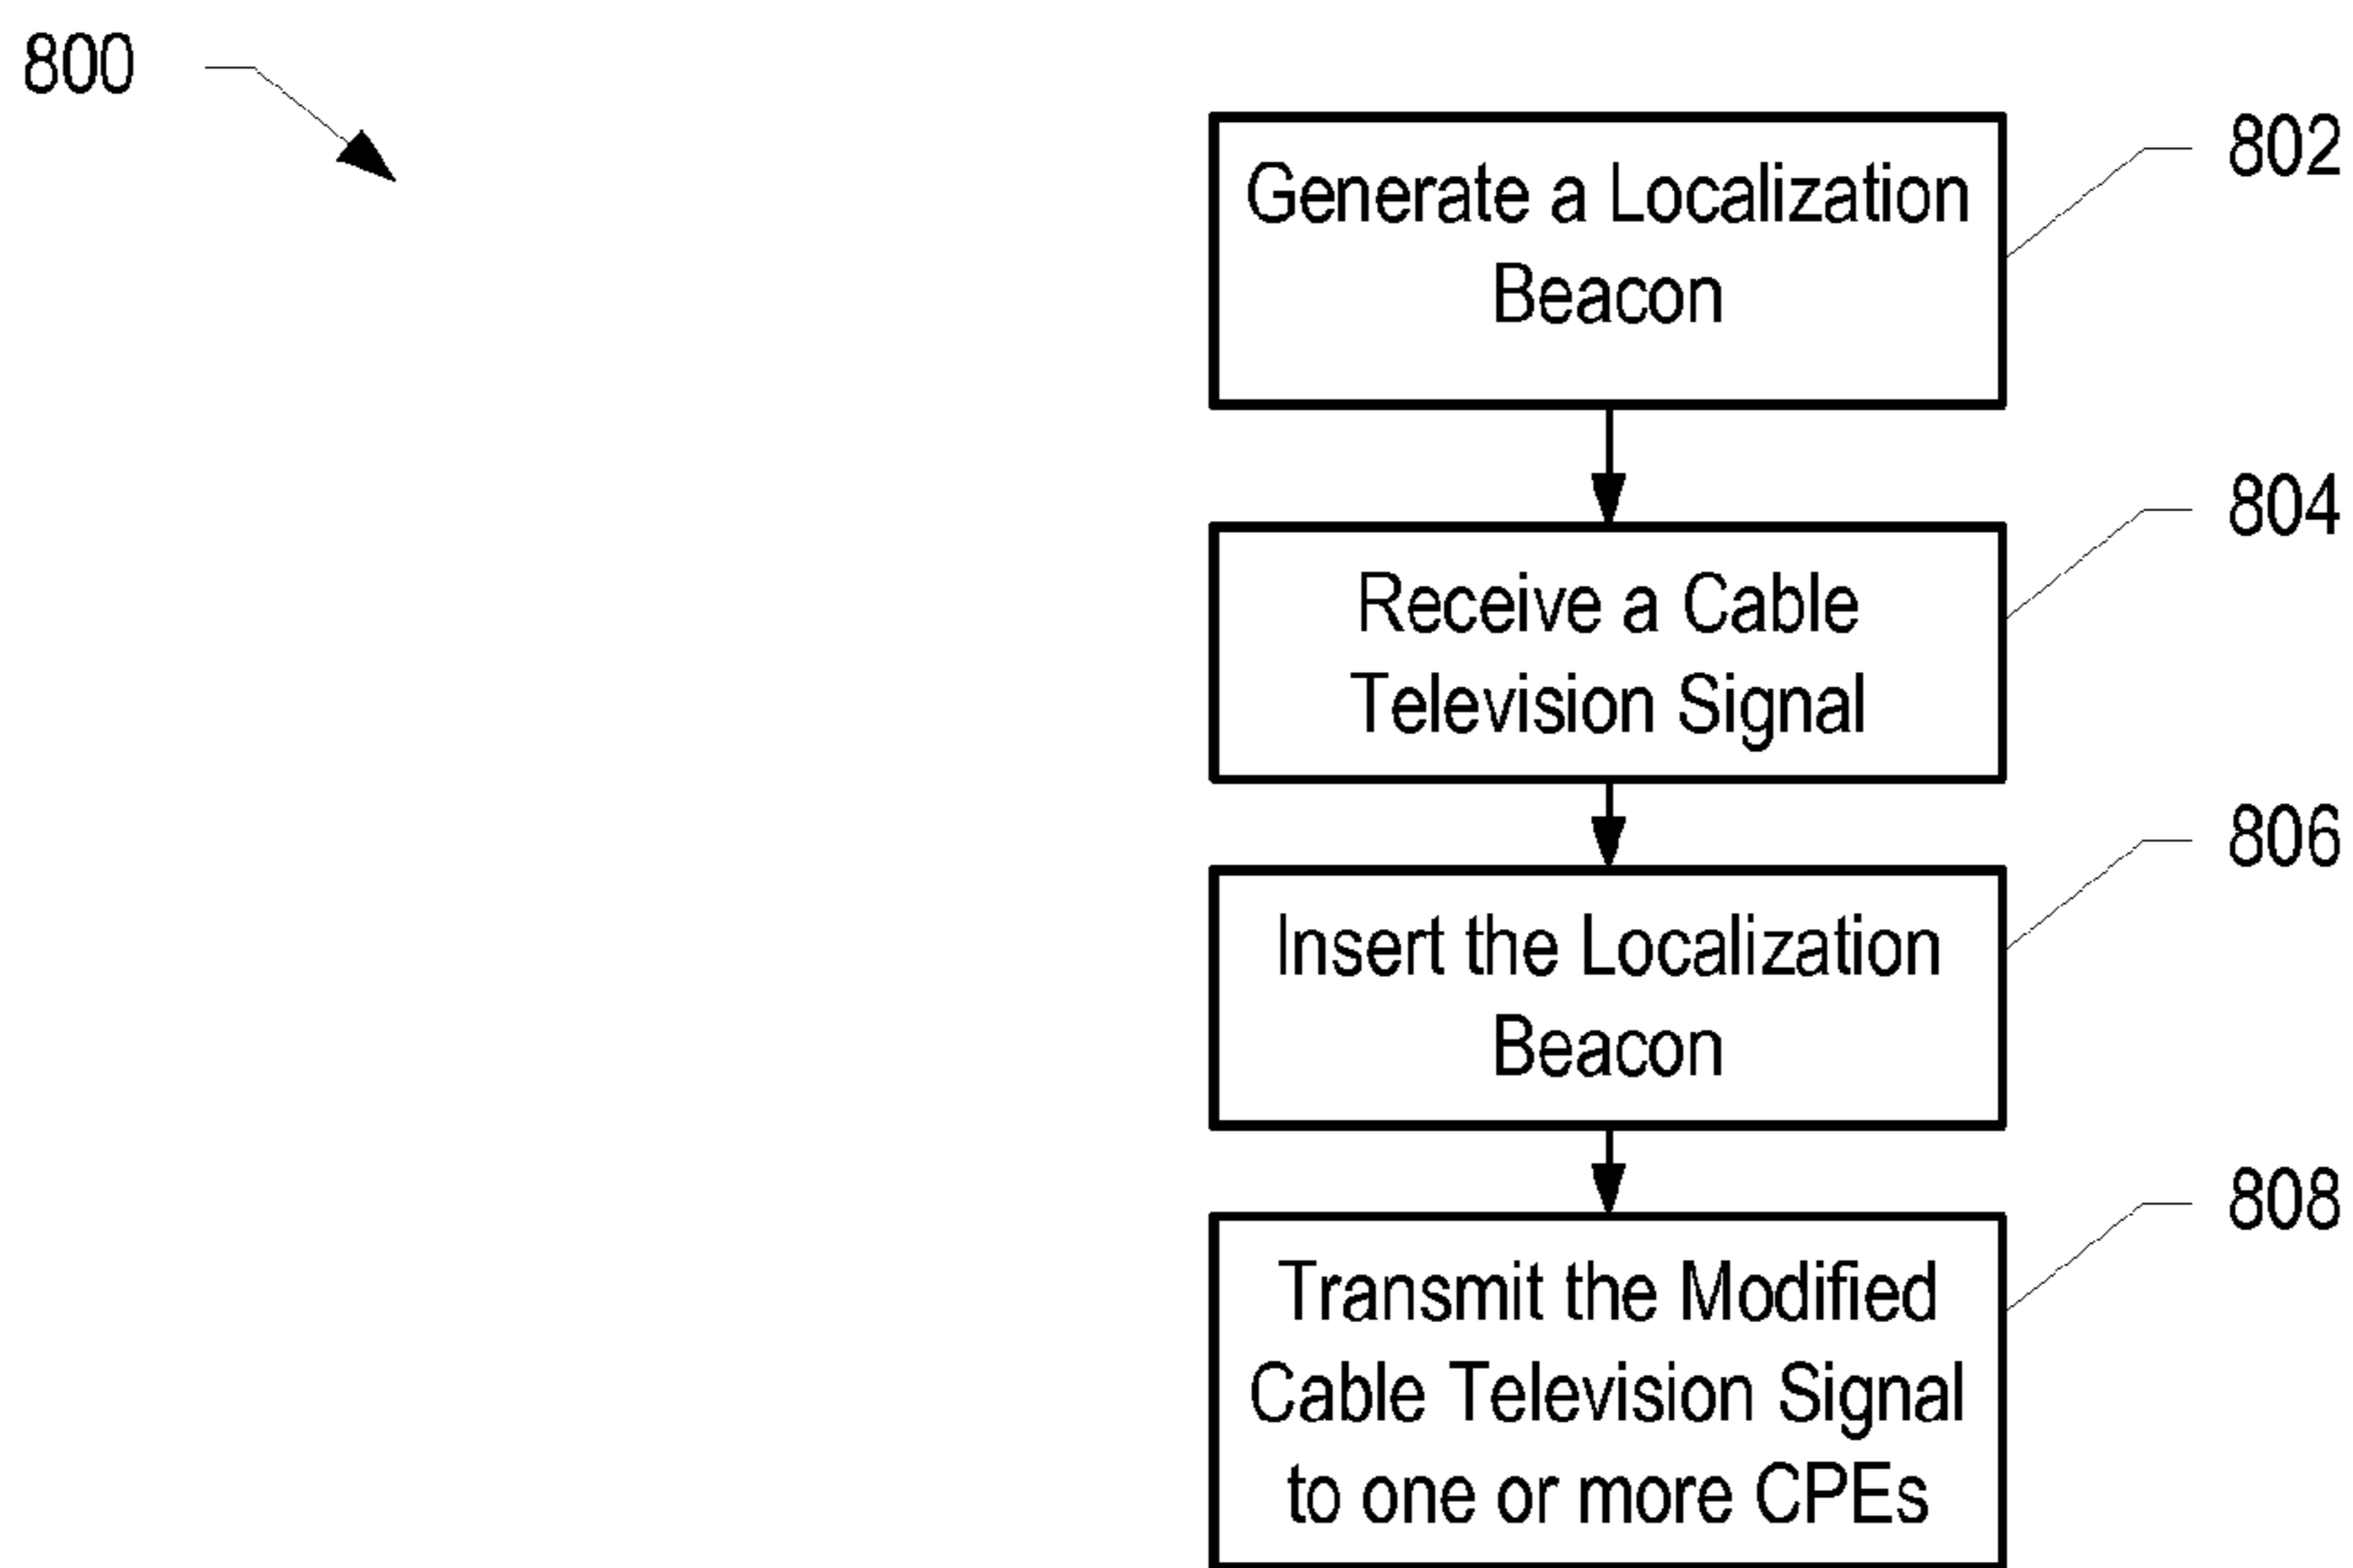 800
Generate a Localization
Beacon
802
Receive a Cable
Television Signal
804
Insert the Localization
Beacon
806
Transmit the Modified
Cable Television Signal
to one or more CPEs
808